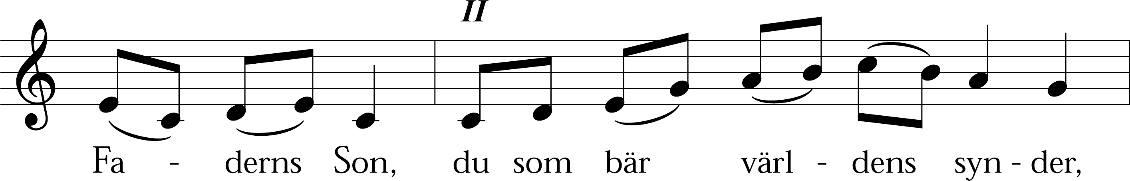 II
Fa - derns Son, du som bär värl - dens syn - der,